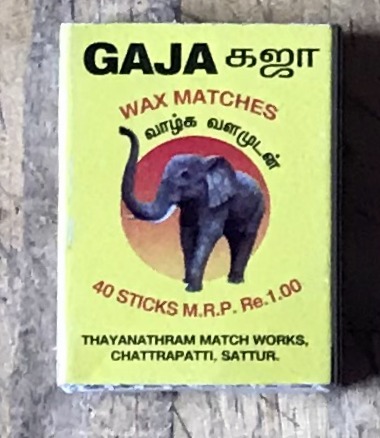 GAJA கஜா
WAX MATCHES
வாழ்க வளமுடன்
40 STICKS M.R.P. Re.1.00
THAYANATHRAM MATCH WORKS,
CHATTRAPATTI, SATTUR.